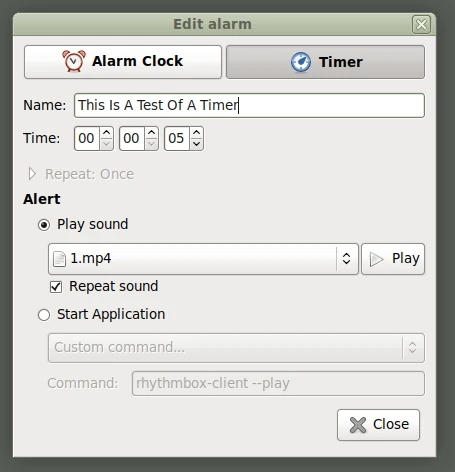 Edit alarm
Alarm Clock Timer
Name: This Is A Test Of A Timer
Time: 00 00 05
Repeat: Once
Alert
Play sound
1.mp4 Play
Repeat sound
Start Application
Custom command...
Command: rhythmbox-client --play
Close